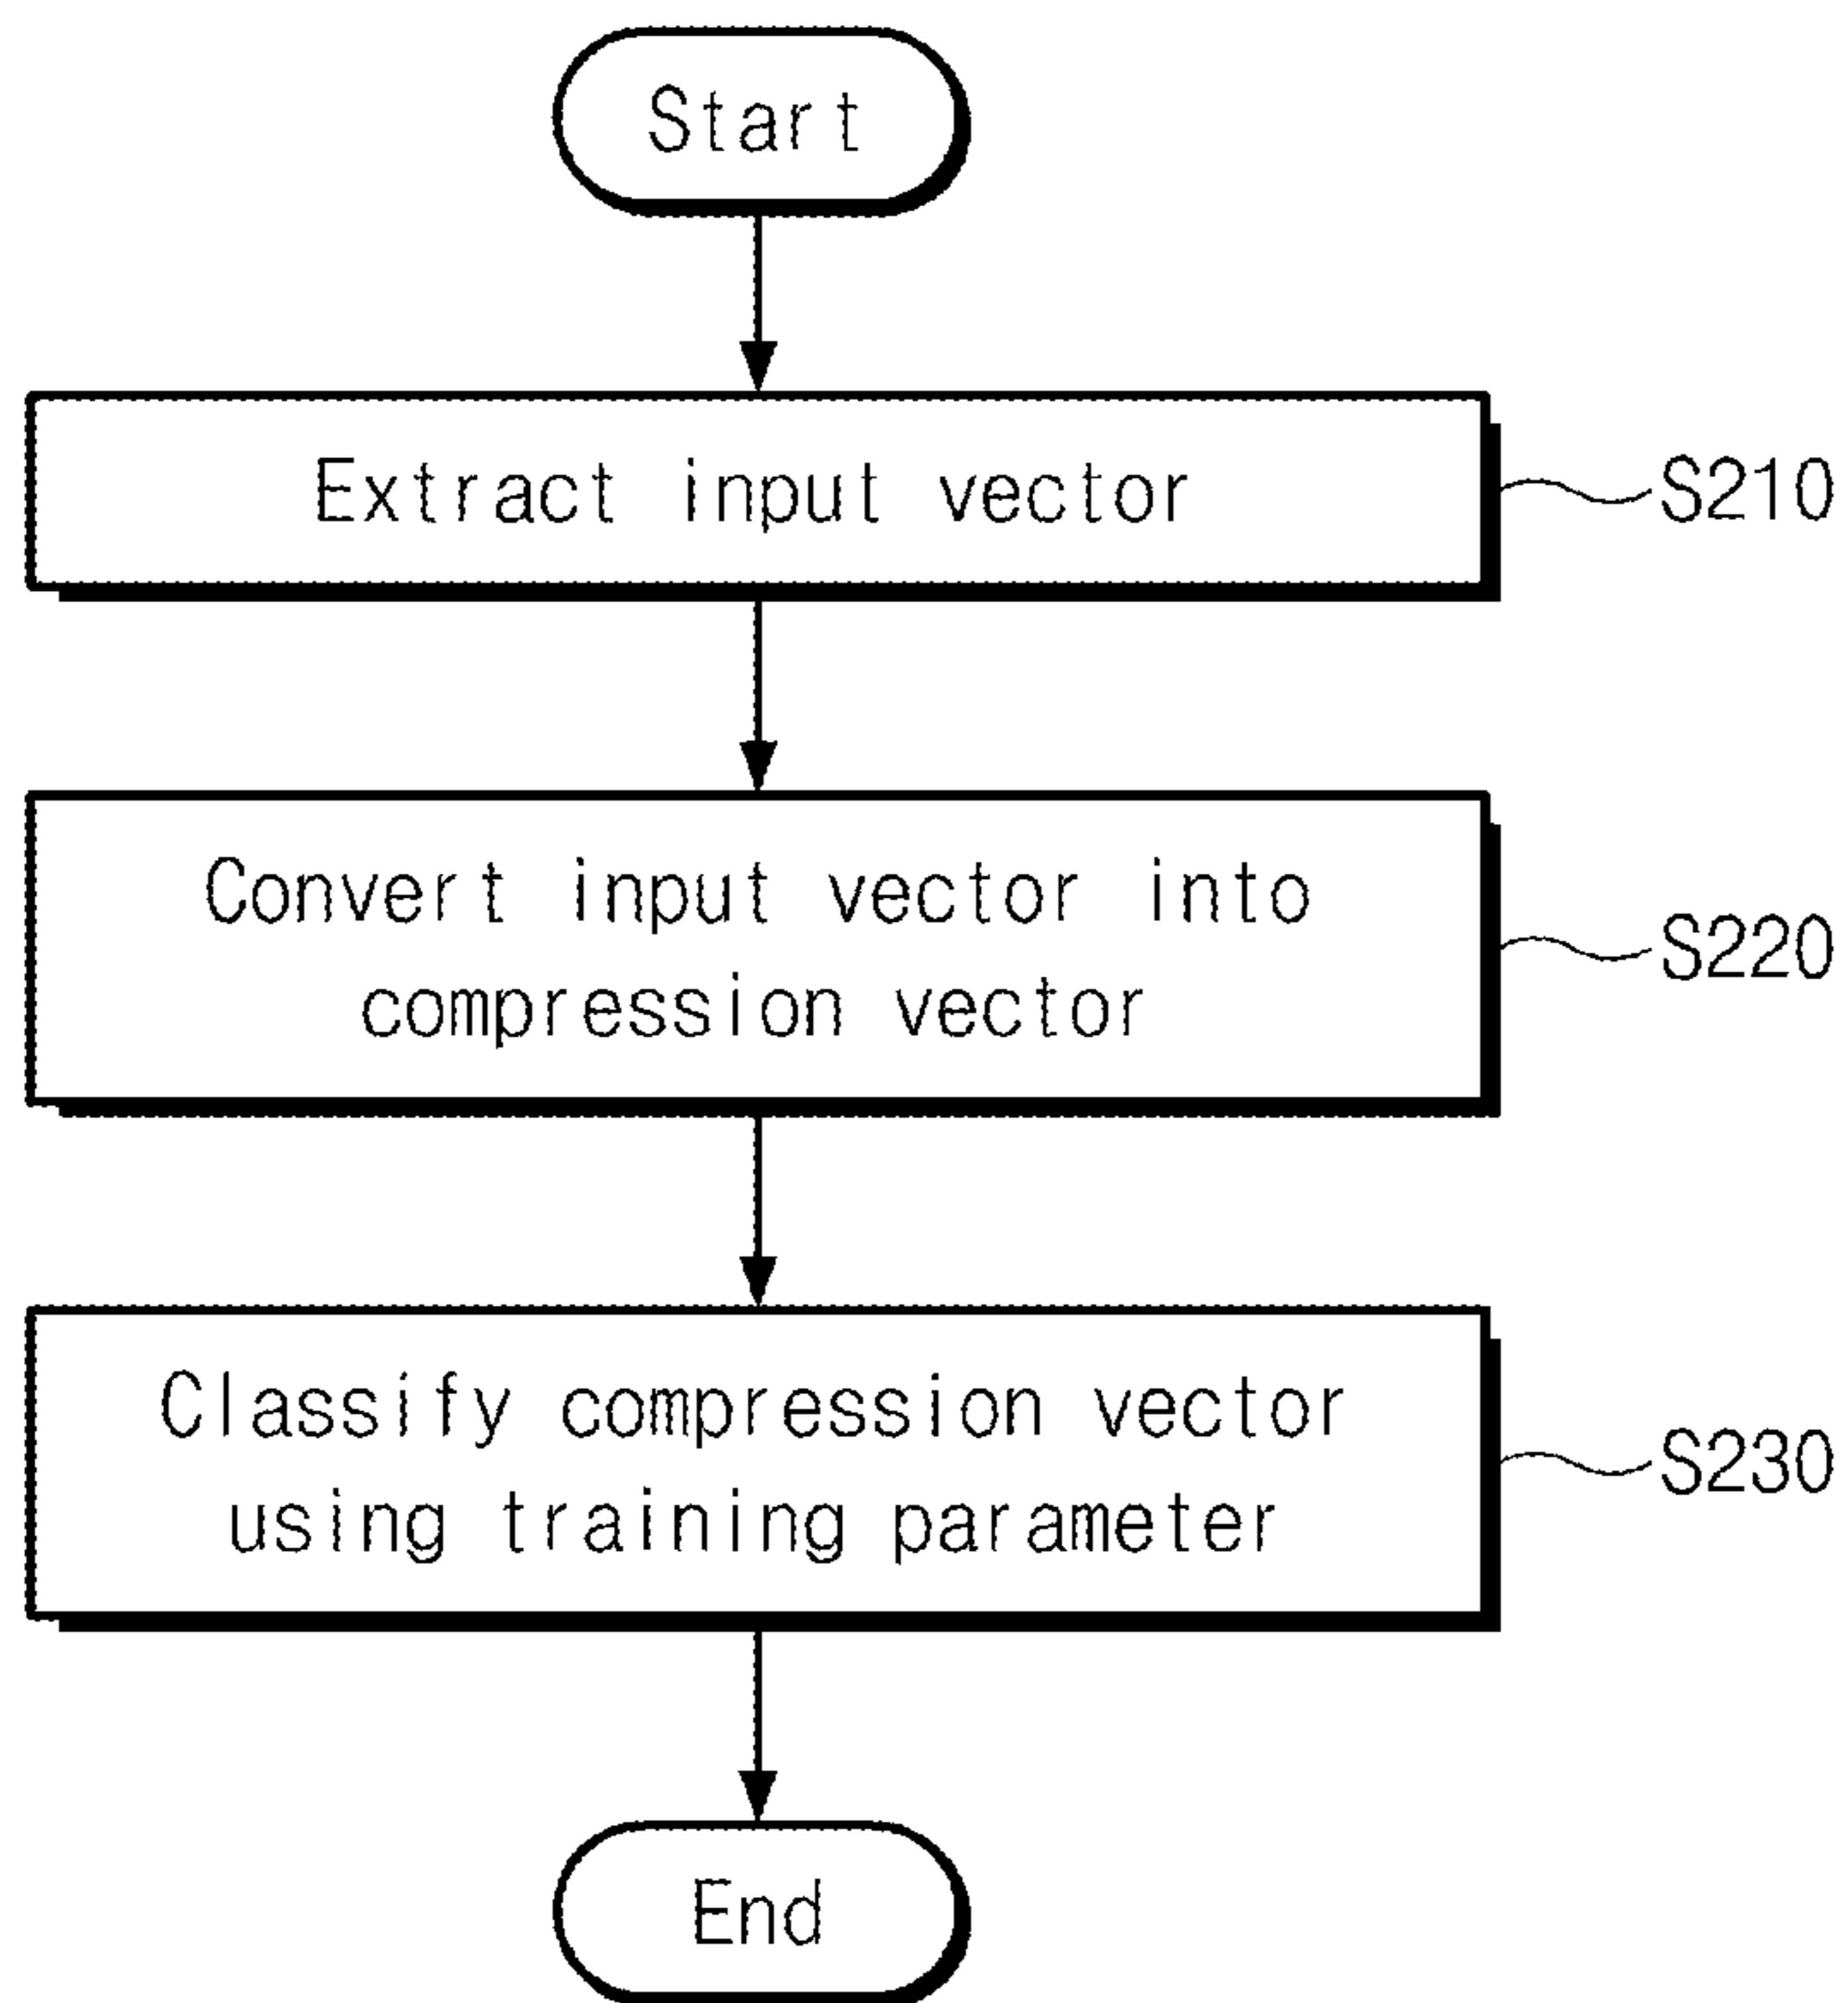 Start
Extract input vector
S210
Convert input vector into
compression vector
S220
Classify compression vector
using training parameter
S230
End